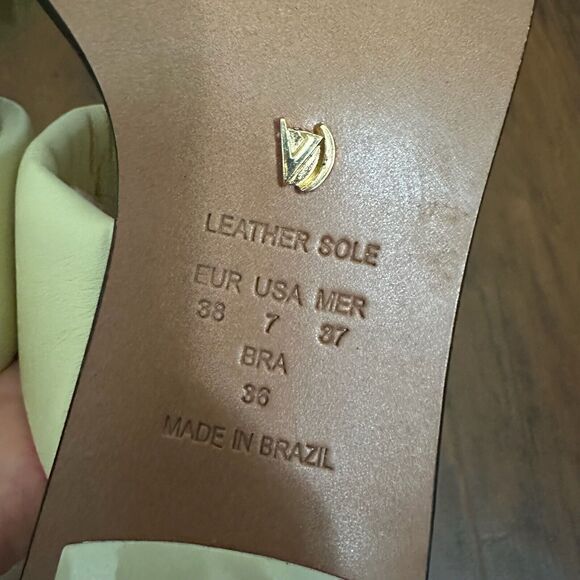 LEATHER SOLE
EUR USA MER
38 7 37
BRA
36
MADE IN BRAZIL